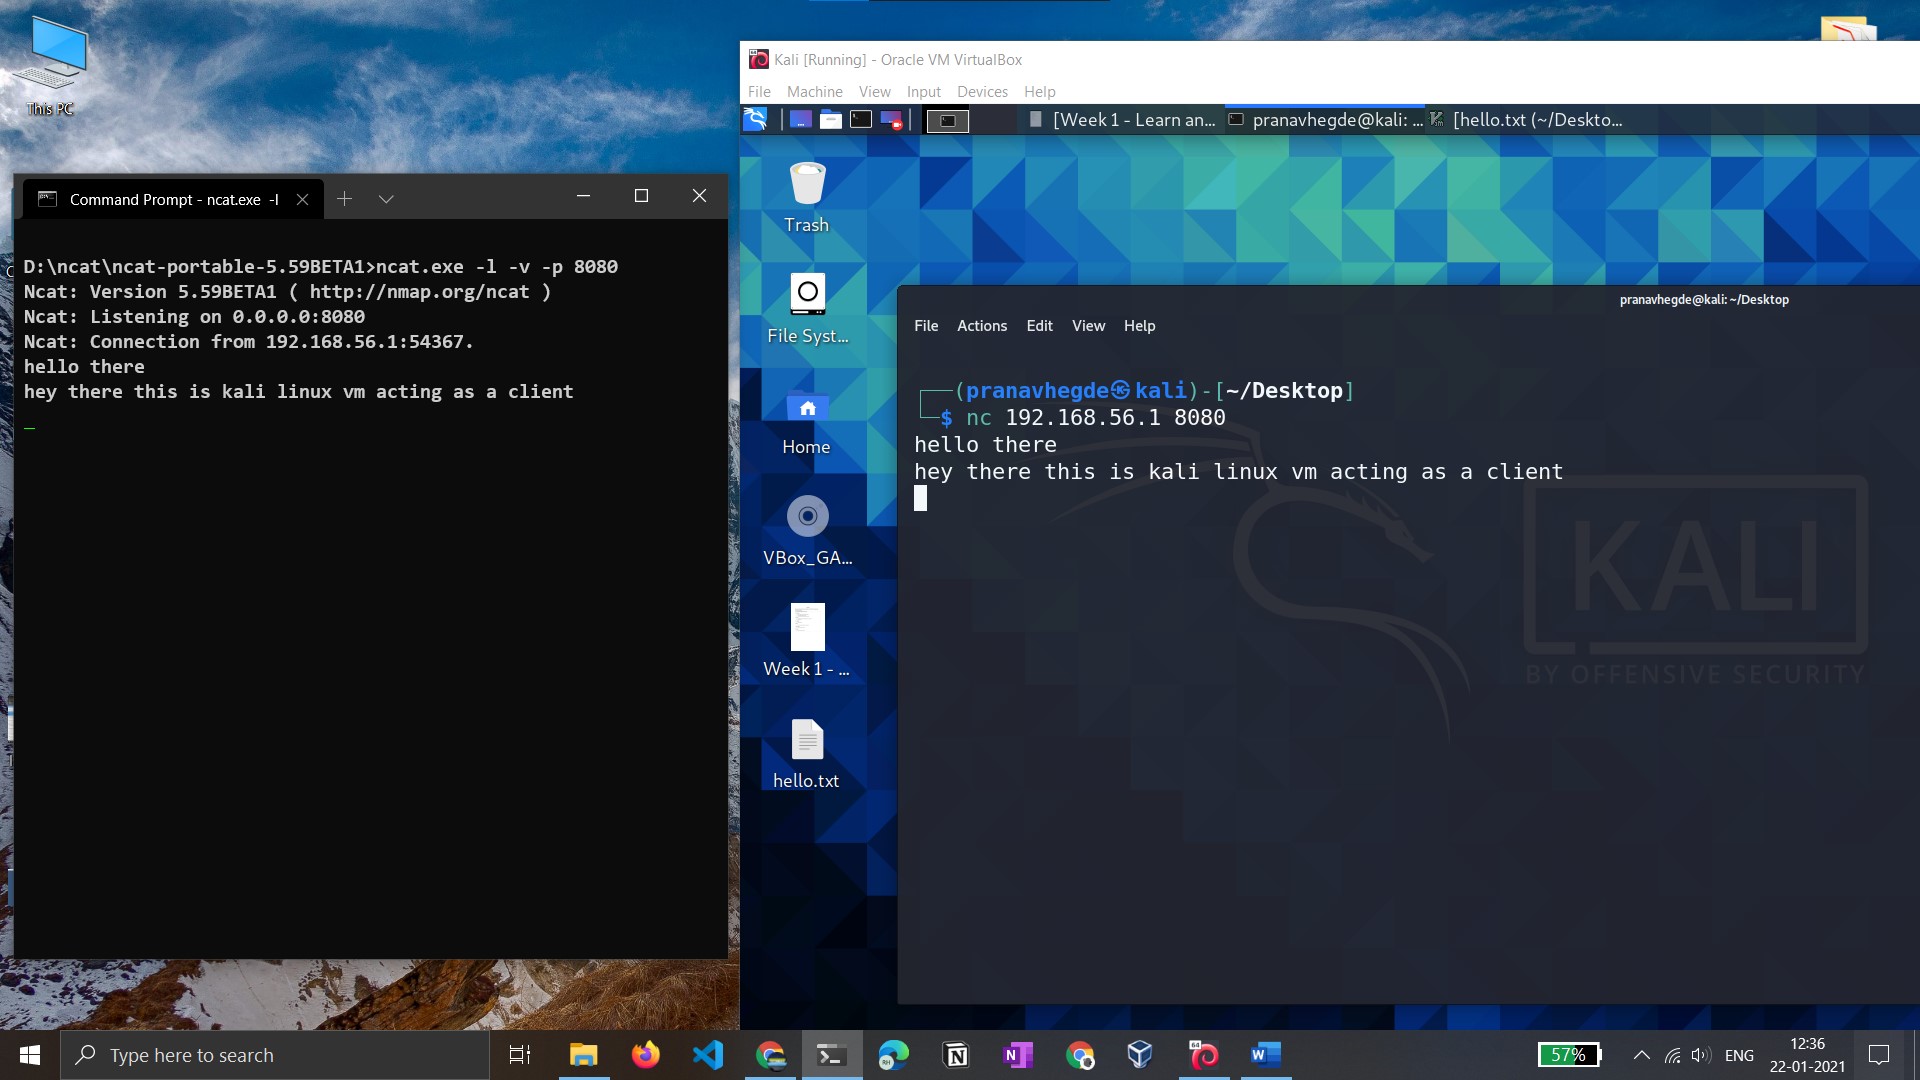 This PC
Command Prompt - ncat.exe -l
D:\ncat\ncat-portable-5.59BETA1>ncat.exe -l -v -p 8080
Ncat: Version 5.59BETA1 ( http://nmap.org/ncat )
Ncat: Listening on 0.0.0.0:8080
Ncat: Connection from 192.168.56.1:54367.
hello there
hey there this is kali linux vm acting as a client
Kali [Running] - Oracle VM VirtualBox
File Machine View Input Devices Help
[Week 1 - Learn an... pranavhegde@kali: ... [hello.txt (~/Deskto...
Trash
File Syst...
Home
VBox_GA...
Week 1 - ...
hello.txt
pranavhegde@kali: ~/Desktop
File Actions Edit View Help
┌──(pranavhegde㉿kali)-[~/Desktop]
└─$ nc 192.168.56.1 8080
hello there
hey there this is kali linux vm acting as a client
KALI
BY OFFENSIVE SECURITY
Type here to search
57%
ENG
12:36
22-01-2021